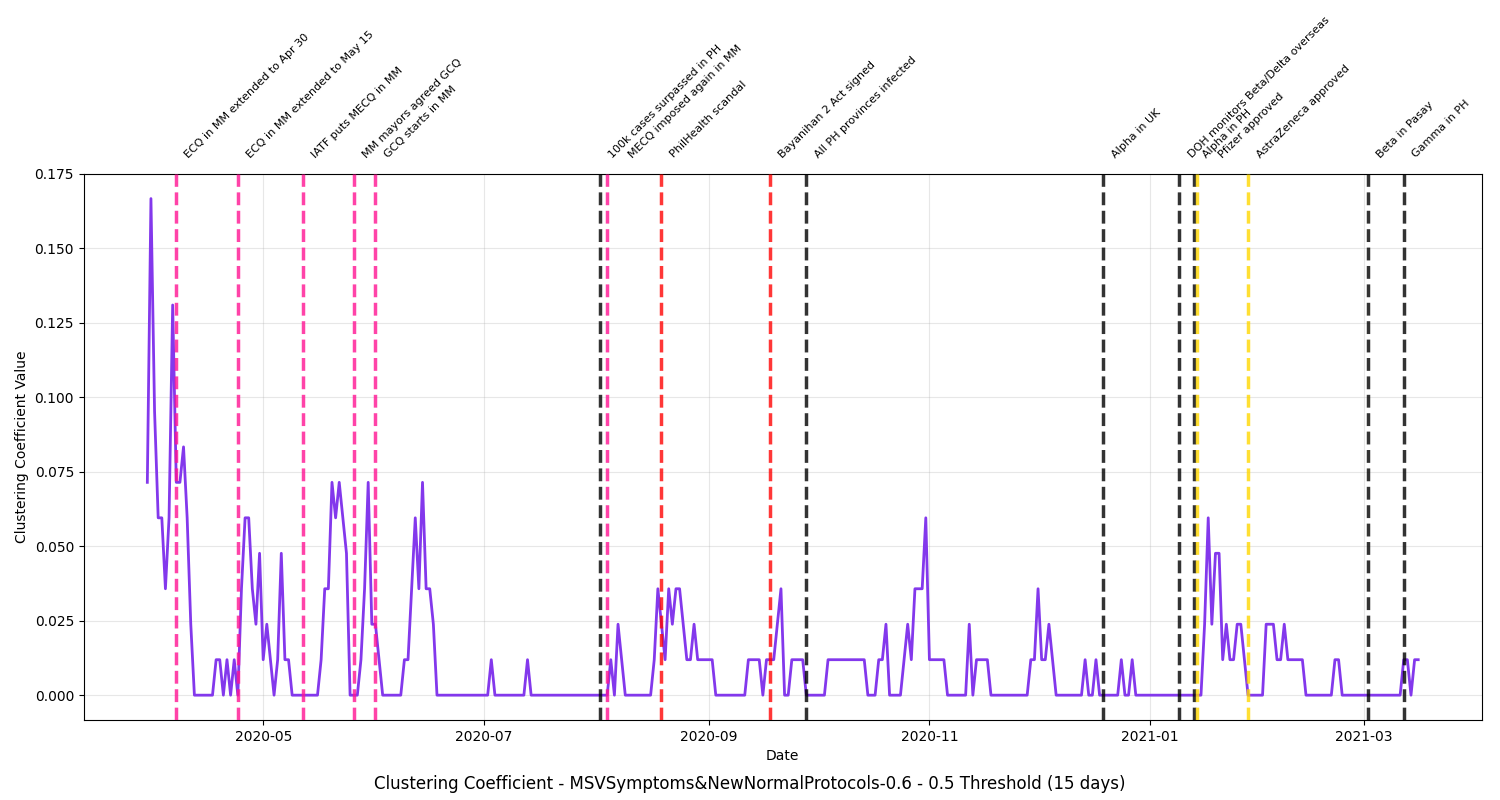 ECQ in MM extended to Apr 30
ECQ in MM extended to May 15
IATF puts MECQ in MM
MM mayors agreed GCQ
GCQ starts in MM
100k cases surpassed in PH
MECQ imposed again in MM
PhilHealth scandal
Bayanihan 2 Act signed
All PH provinces infected
Alpha in UK
DOH monitors Beta/Delta overseas
Alpha in PH
Pfizer approved
AstraZeneca approved
Beta in Pasay
Gamma in PH
Clustering Coefficient Value
0.175
0.150
0.125
0.100
0.075
0.050
0.025
0.000
2020-05
2020-07
2020-09
2020-11
2021-01
2021-03
Date
Clustering Coefficient - MSVSymptoms&NewNormalProtocols-0.6 - 0.5 Threshold (15 days)